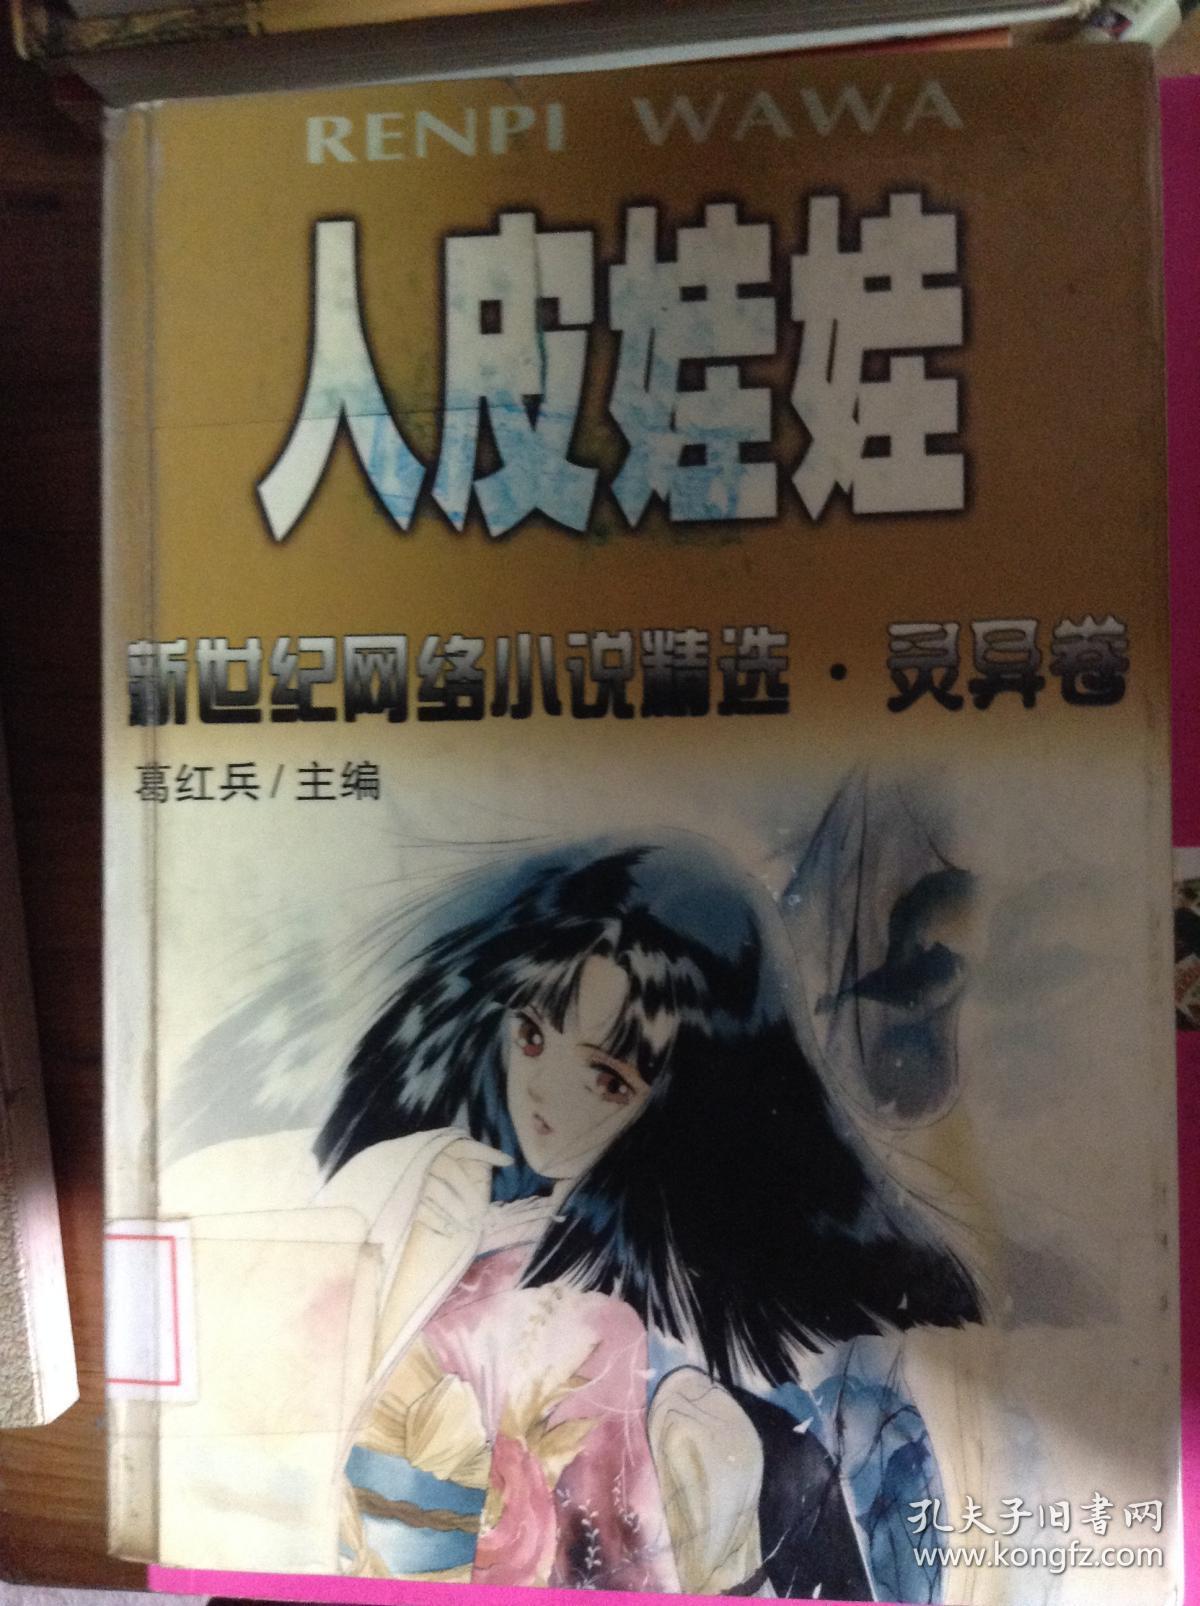 RENPI WAWA
人皮娃娃
新世纪网络小说精选·灵异卷
葛红兵/主编
孔夫子旧书网
www.kongfz.com